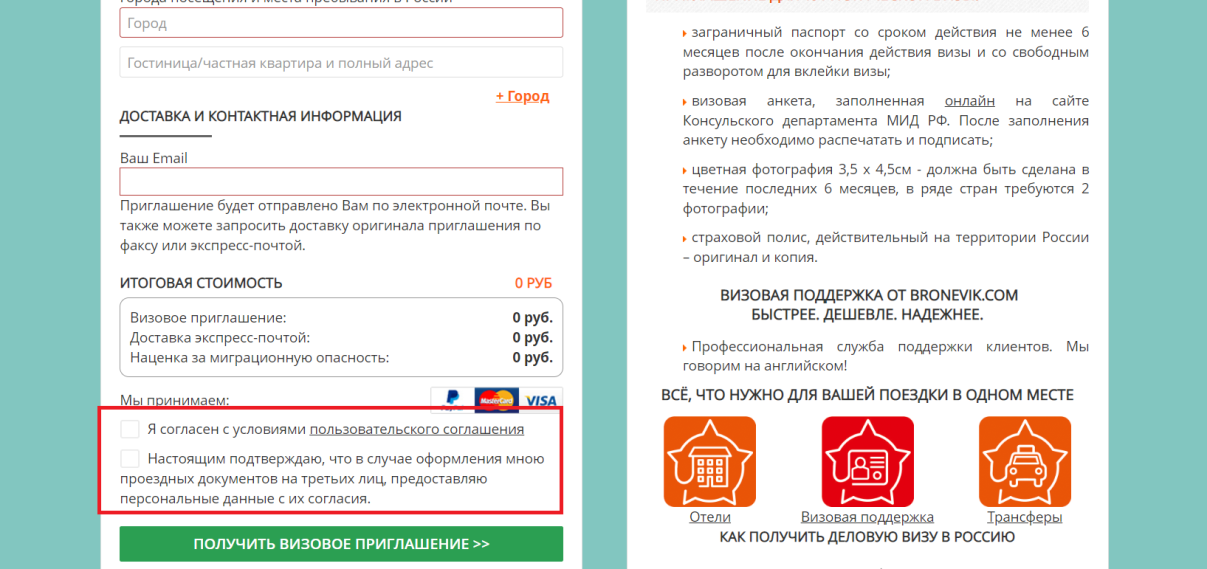 Город
Гостиница/частная квартира и полный адрес
+ Город
ДОСТАВКА И КОНТАКТНАЯ ИНФОРМАЦИЯ
Ваш Email
Приглашение будет отправлено Вам по электронной почте. Вы
также можете запросить доставку оригинала приглашения по
факсу или экспресс-почтой.
ИТОГОВАЯ СТОИМОСТЬ 0 РУБ
Визовое приглашение: 0 руб.
Доставка экспресс-почтой: 0 руб.
Наценка за миграционную опасность: 0 руб.
Мы принимаем: PayPal MasterCard VISA
Я согласен с условиями пользовательского соглашения
Настоящим подтверждаю, что в случае оформления мною
проездных документов на третьих лиц, предоставляю
персональные данные с их согласия.
ПОЛУЧИТЬ ВИЗОВОЕ ПРИГЛАШЕНИЕ >>
заграничный паспорт со сроком действия не менее 6
месяцев после окончания действия визы и со свободным
разворотом для вклейки визы;
визовая анкета, заполненная онлайн на сайте
Консульского департамента МИД РФ. После заполнения
анкету необходимо распечатать и подписать;
цветная фотография 3,5 х 4,5см - должна быть сделана в
течение последних 6 месяцев, в ряде стран требуются 2
фотографии;
страховой полис, действительный на территории России
– оригинал и копия.
ВИЗОВАЯ ПОДДЕРЖКА ОТ BRONEVIK.COM
БЫСТРЕЕ. ДЕШЕВЛЕ. НАДЕЖНЕЕ.
Профессиональная служба поддержки клиентов. Мы
говорим на английском!
ВСЁ, ЧТО НУЖНО ДЛЯ ВАШЕЙ ПОЕЗДКИ В ОДНОМ МЕСТЕ
Отели Визовая поддержка Трансферы
КАК ПОЛУЧИТЬ ДЕЛОВУЮ ВИЗУ В РОССИЮ